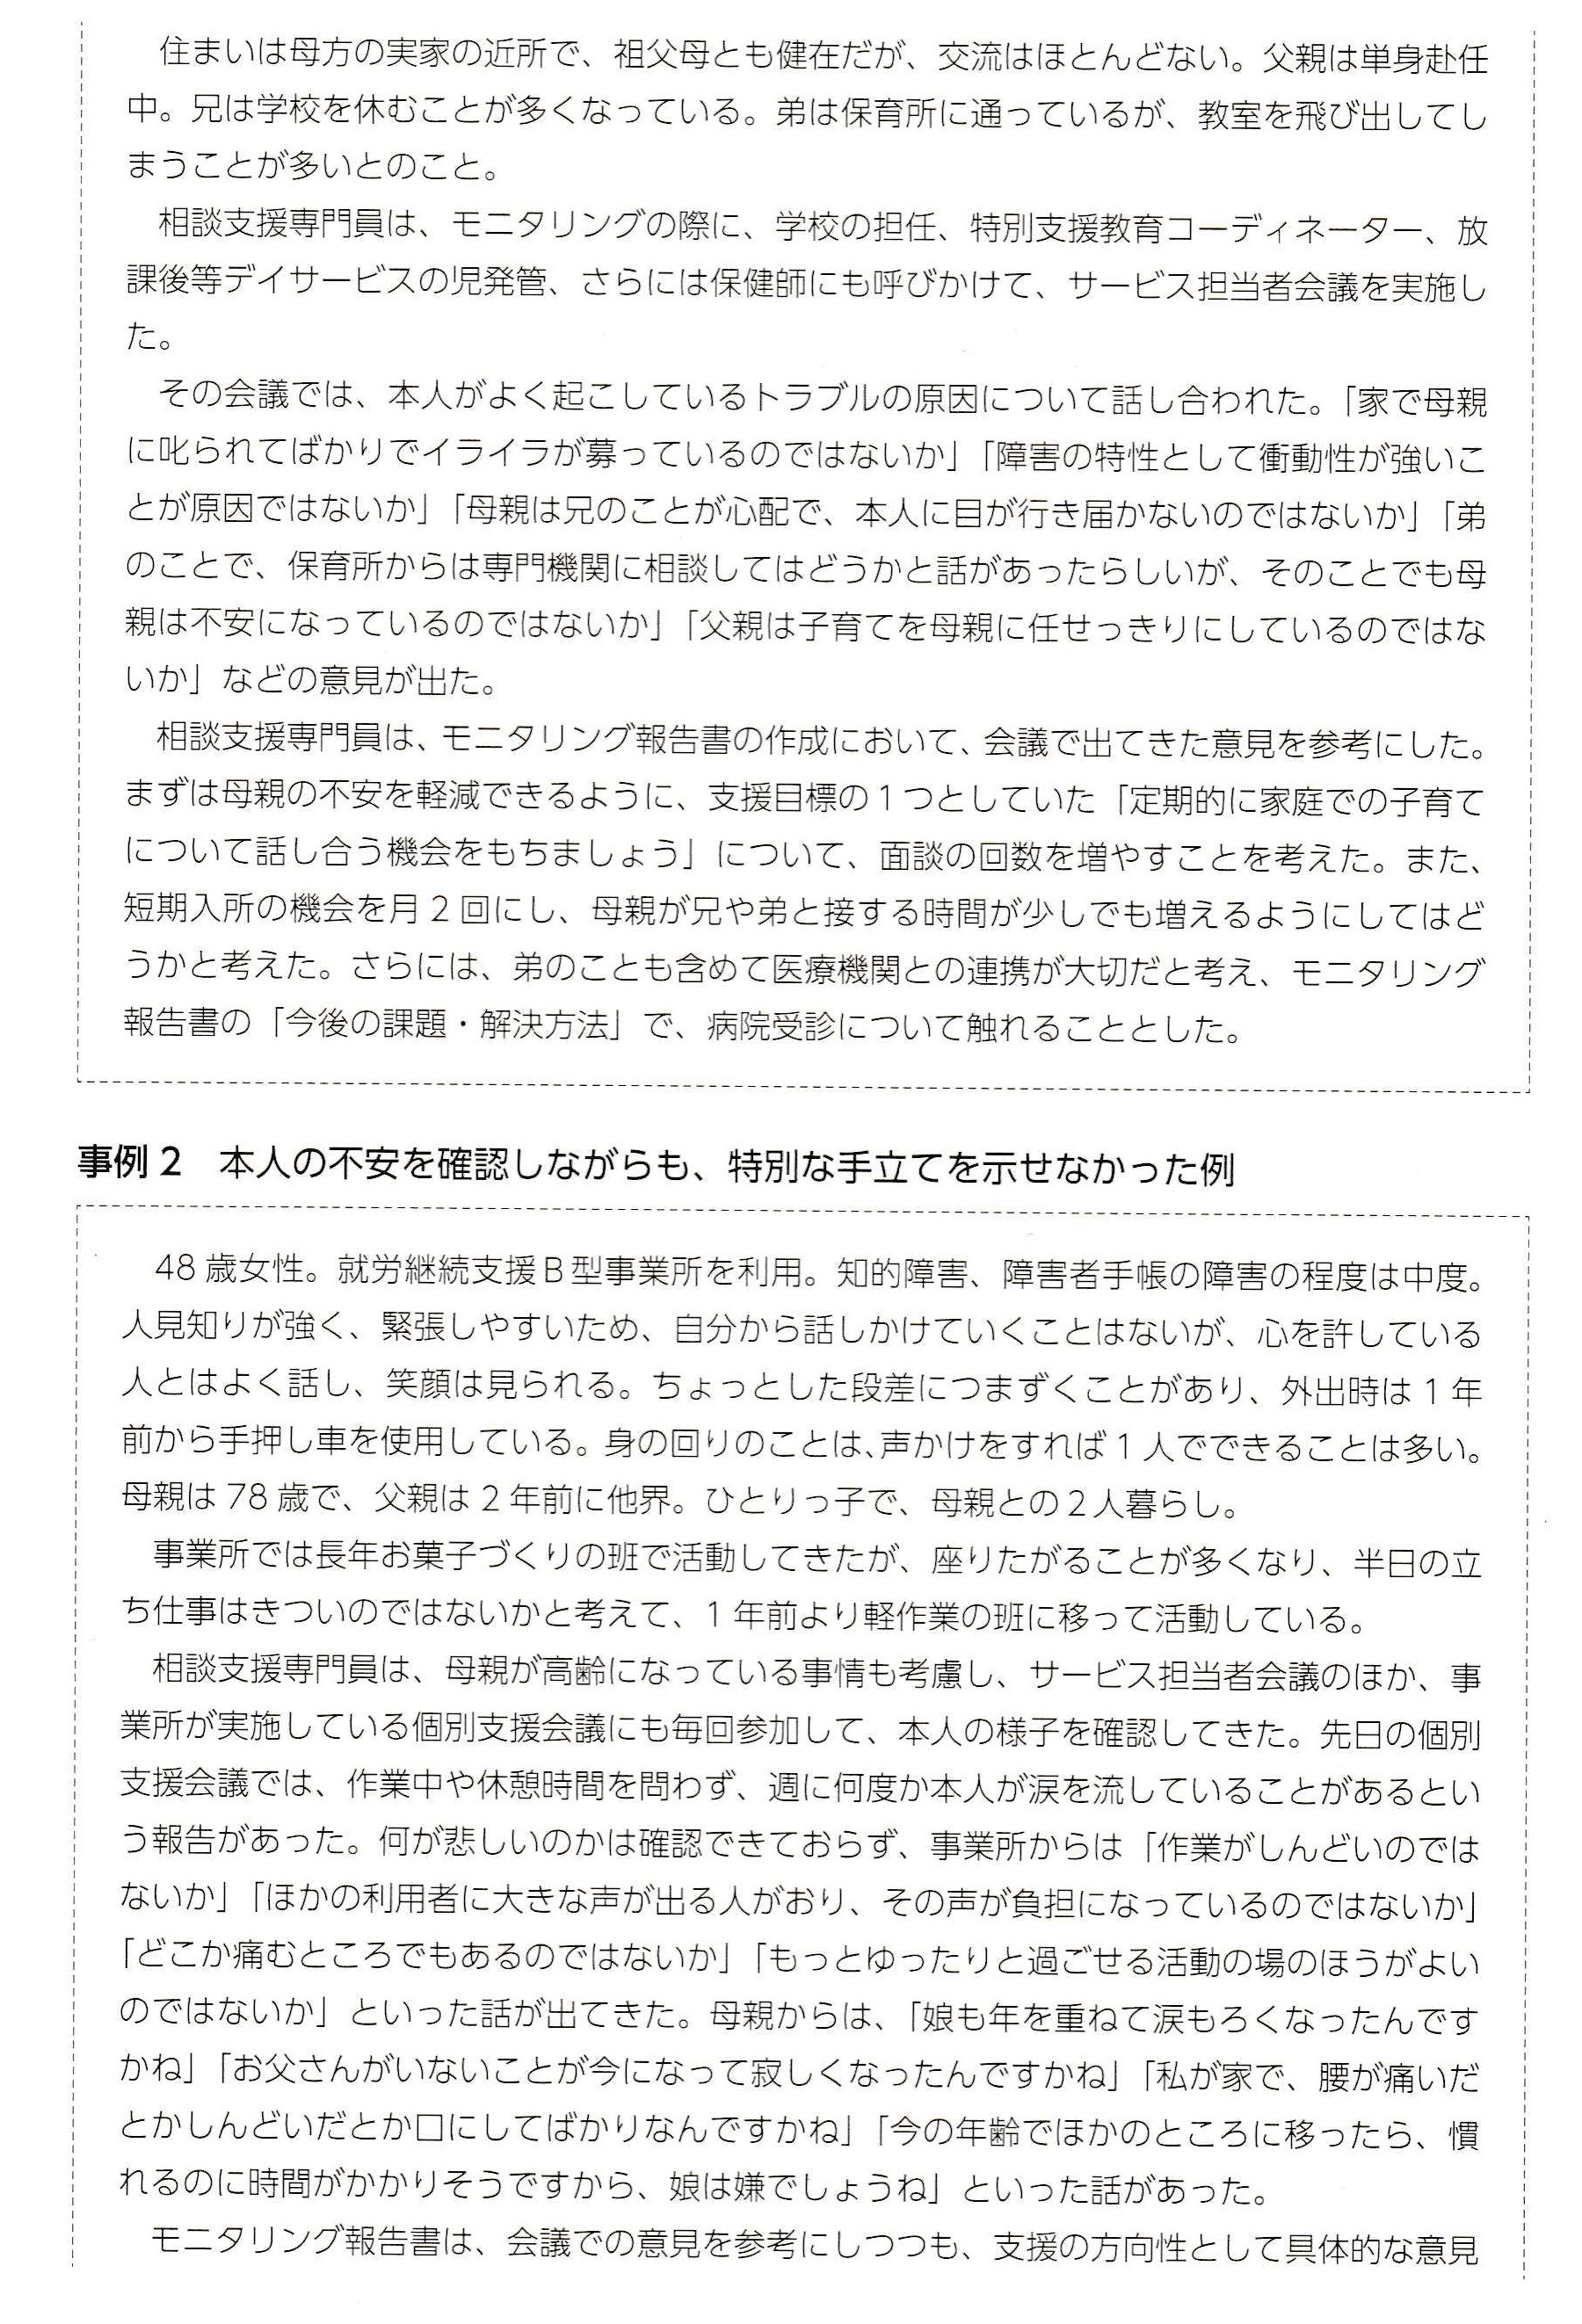 住まいは母方の実家の近所で、祖父母とも健在だが、交流はほとんどない。父親は単身赴任
中。兄は学校を休むことが多くなっている。弟は保育所に通っているが、教室を飛び出してし
まうことが多いとのこと。
相談支援専門員は、モニタリングの際に、学校の担任、特別支援教育コーディネーター、放
課後等デイサービスの児発管、さらには保健師にも呼びかけて、サービス担当者会議を実施し
た。
その会議では、本人がよく起こしているトラブルの原因について話し合われた。「家で母親
に叱られてばかりでイライラが募っているのではないか」「障害の特性として衝動性が強いこ
とが原因ではないか」「母親は兄のことが心配で、本人に目が行き届かないのではないか」「弟
のことで、保育所からは専門機関に相談してはどうかと話があったらしいが、そのことでも母
親は不安になっているのではないか」「父親は子育てを母親に任せっきりにしているのではな
いか」などの意見が出た。
相談支援専門員は、モニタリング報告書の作成において、会議で出てきた意見を参考にした。
まずは母親の不安を軽減できるように、支援目標の1つとしていた「定期的に家庭での子育て
について話し合う機会をもちましょう」について、面談の回数を増やすことを考えた。また、
短期入所の機会を月2回にし、母親が兄や弟と接する時間が少しでも増えるようにしてはど
うかと考えた。さらには、弟のことも含めて医療機関との連携が大切だと考え、モニタリング
報告書の「今後の課題・解決方法」で、病院受診について触れることとした。
事例2 本人の不安を確認しながらも、特別な手立てを示せなかった例
48歳女性。就労継続支援B型事業所を利用。知的障害、障害者手帳の障害の程度は中度。
人見知りが強く、緊張しやすいため、自分から話しかけていくことはないが、心を許している
人とはよく話し、笑顔は見られる。ちょっとした段差につまずくことがあり、外出時は1年
前から手押し車を使用している。身の回りのことは、声かけをすれば1人でできることは多い。
母親は78歳で、父親は2年前に他界。ひとりっ子で、母親との2人暮らし。
事業所では長年お菓子づくりの班で活動してきたが、座りたがることが多くなり、半日の立
ち仕事はきついのではないかと考えて、1年前より軽作業の班に移って活動している。
相談支援専門員は、母親が高齢になっている事情も考慮し、サービス担当者会議のほか、事
業所が実施している個別支援会議にも毎回参加して、本人の様子を確認してきた。先日の個別
支援会議では、作業中や休憩時間を問わず、週に何度か本人が涙を流していることがあるとい
う報告があった。何が悲しいのかは確認できておらず、事業所からは「作業がしんどいのでは
ないか」「ほかの利用者に大きな声が出る人がおり、その声が負担になっているのではないか」
「どこか痛むところでもあるのではないか」「もっとゆったりと過ごせる活動の場のほうがよい
のではないか」といった話が出てきた。母親からは、「娘も年を重ねて涙もろくなったんです
かね」「お父さんがいないことが今になって寂しくなったんですかね」「私が家で、腰が痛いだ
とかしんどいだとか口にしてばかりなんですかね」「今の年齢でほかのところに移ったら、慣
れるのに時間がかかりそうですから、娘は嫌でしょうね」といった話があった。
モニタリング報告書は、会議での意見を参考にしつつも、支援の方向性として具体的な意見